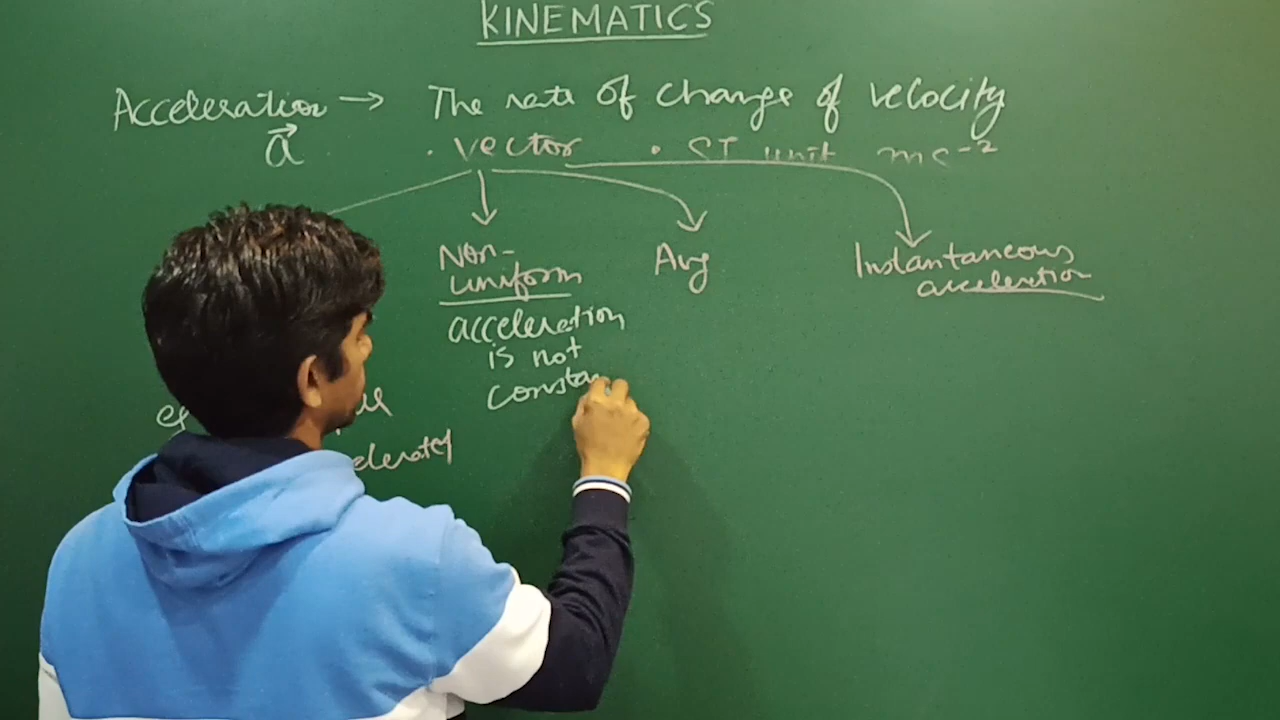 KINEMATICS
Acceleration → The rate of change of velocity
a⃗ . vector • SI unit ms⁻²
Non-
uniform
acceleration
is not
consta
Avg
Instantaneous
acceleration